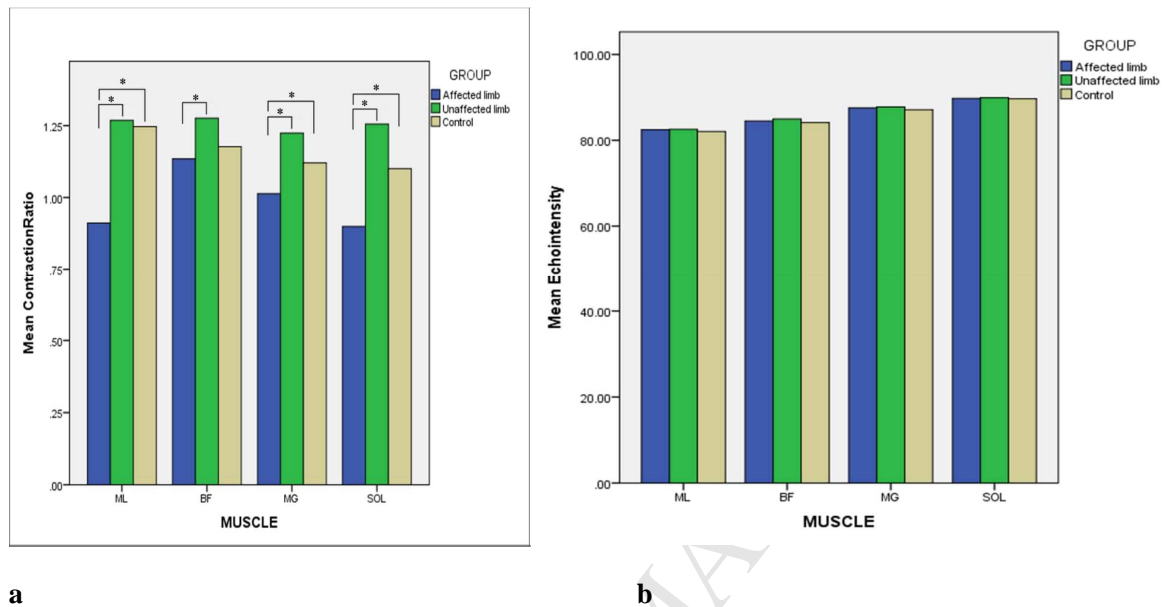 GROUP
Affected limb
Unaffected limb
Control
*
*
*
*
*
*
*
1.25
1.00
.75
.50
.25
.00
Mean ContractionRatio
ML
BF
MG
SOL
MUSCLE
a
GROUP
Affected limb
Unaffected limb
Control
100.00
80.00
60.00
40.00
20.00
.00
Mean Echointensity
ML
BF
MG
SOL
MUSCLE
b
MA